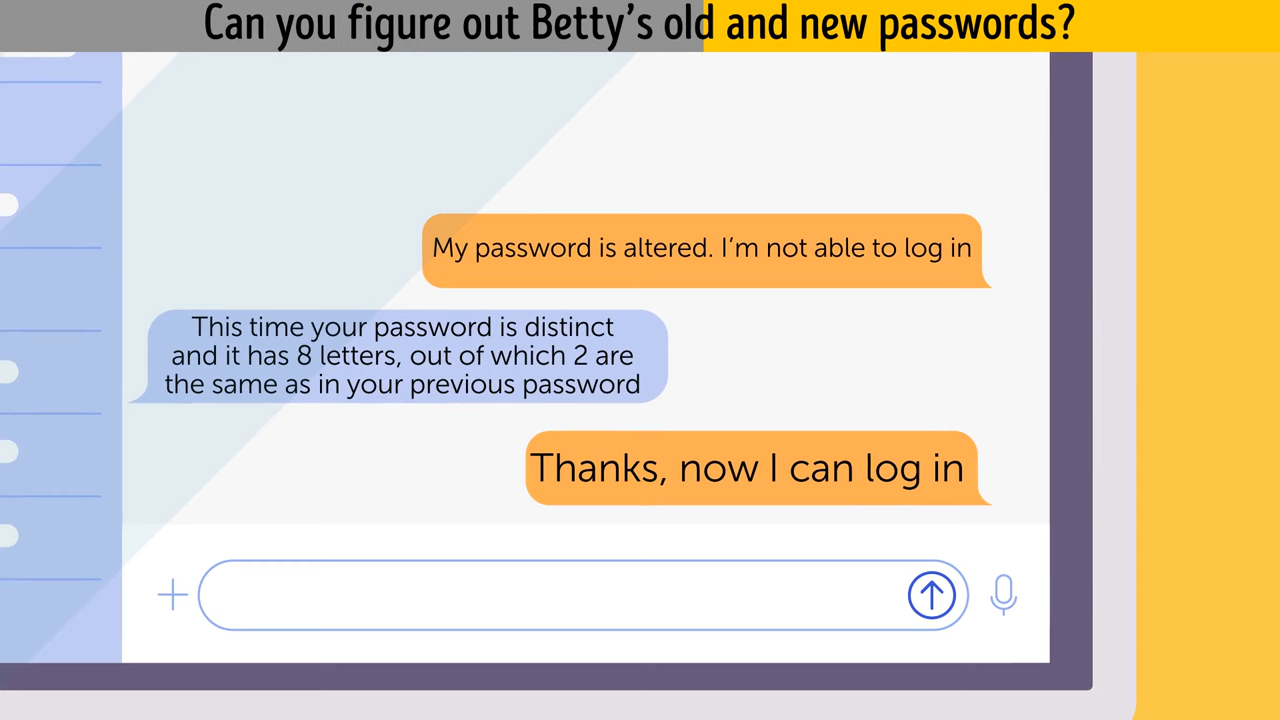 Can you figure out Betty’s old and new passwords?
My password is altered. I’m not able to log in
This time your password is distinct
and it has 8 letters, out of which 2 are
the same as in your previous password
Thanks, now I can log in